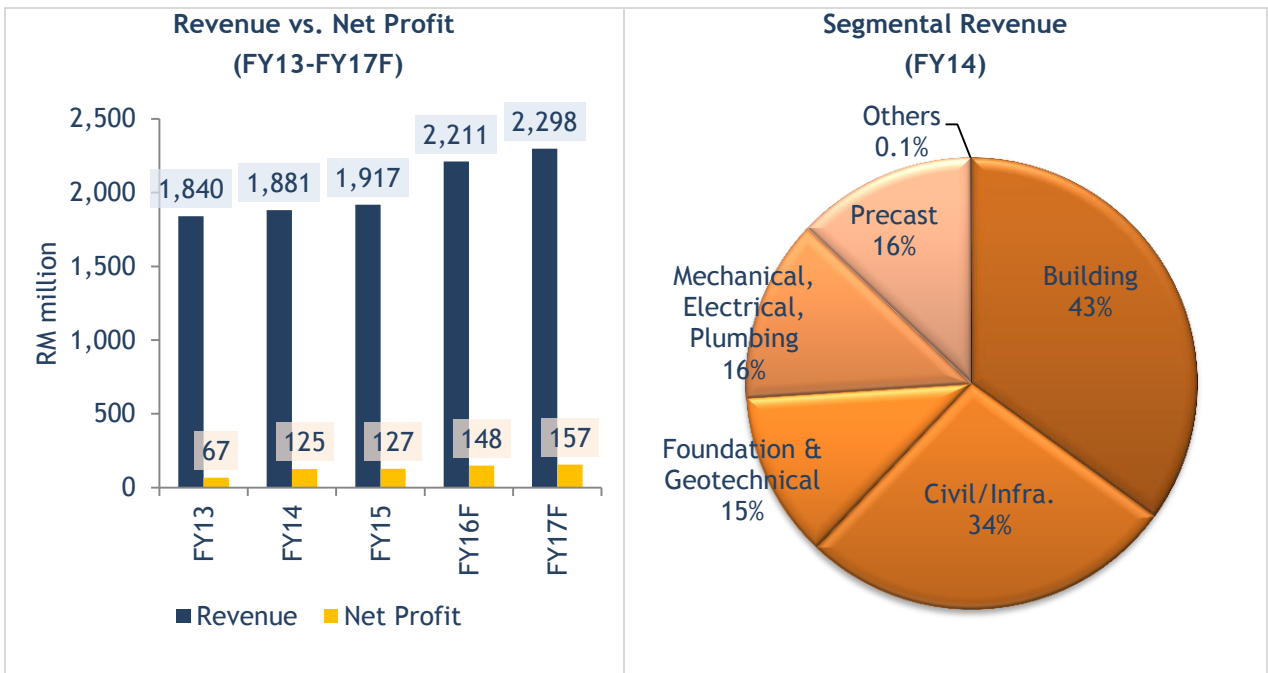 Revenue vs. Net Profit
(FY13-FY17F)
2,500
2,000
1,500
1,000
500
0
RM million
1,840
1,881
1,917
2,211
2,298
67
125
127
148
157
FY13
FY14
FY15
FY16F
FY17F
Revenue
Net Profit
Segmental Revenue
(FY14)
Others
0.1%
Precast
16%
Building
43%
Mechanical,
Electrical,
Plumbing
16%
Foundation &
Geotechnical
15%
Civil/Infra.
34%